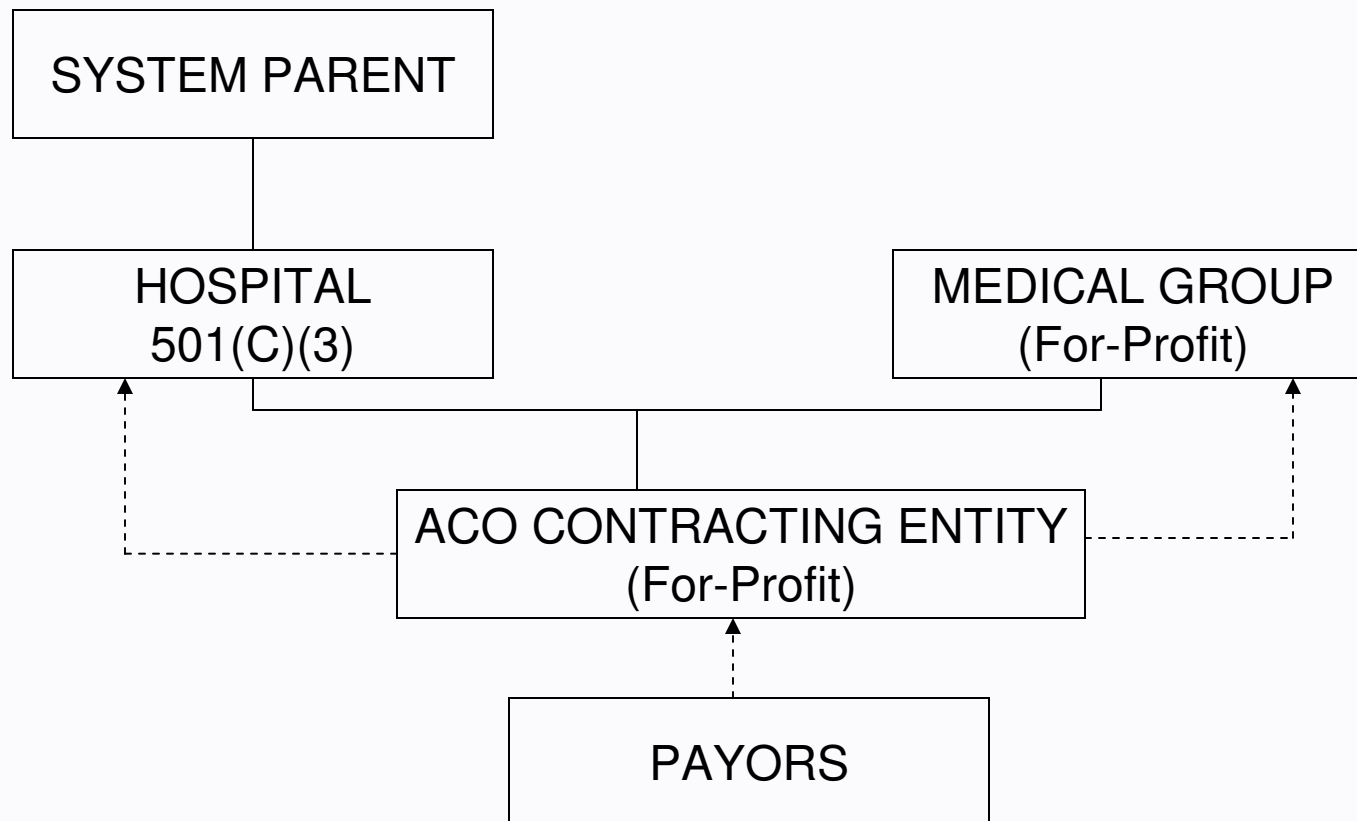 SYSTEM PARENT
HOSPITAL
501(C)(3)
MEDICAL GROUP
(For-Profit)
ACO CONTRACTING ENTITY
(For-Profit)
PAYORS